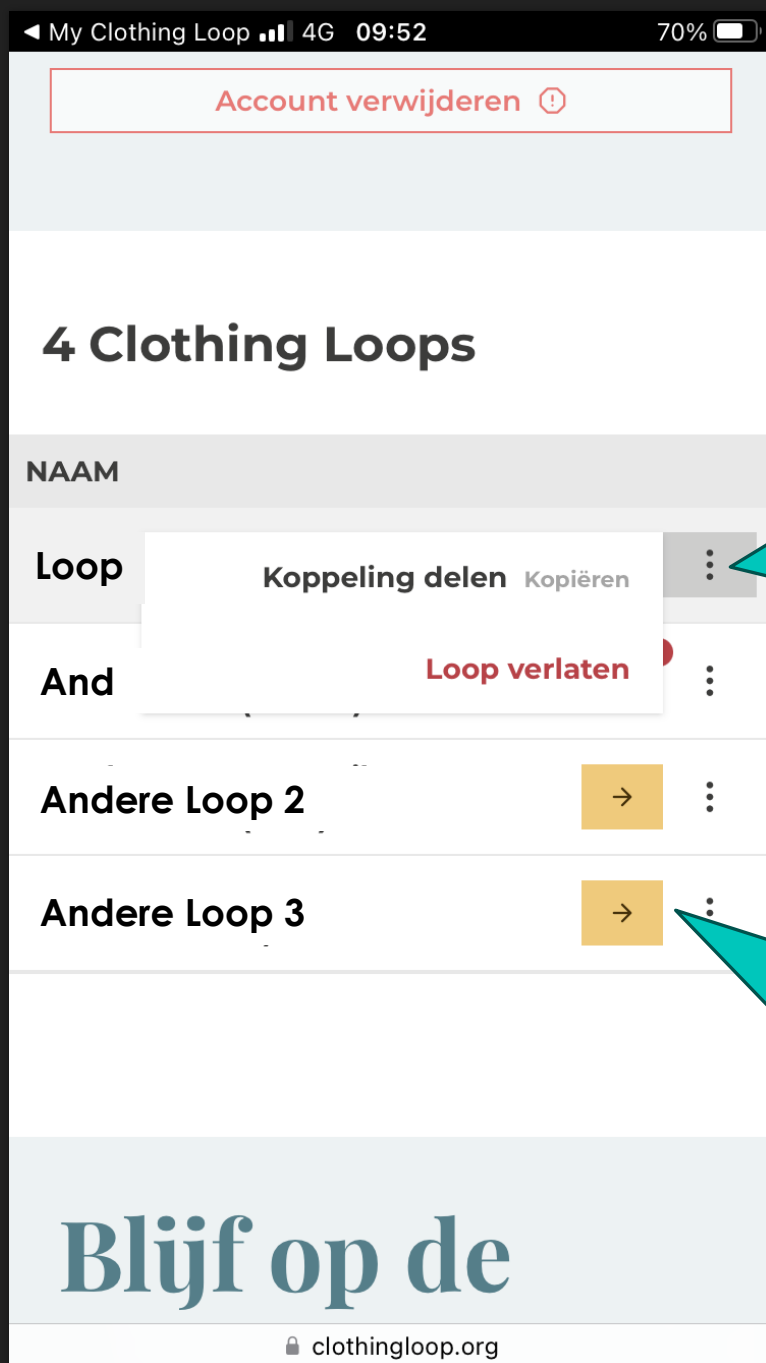 My Clothing Loop 4G 09:52 70%
Account verwijderen
4 Clothing Loops
NAAM
Loop
Koppeling delen Kopiëren
And
Loop verlaten
Andere Loop 2
Andere Loop 3
Blijf op de
clothingloop.org